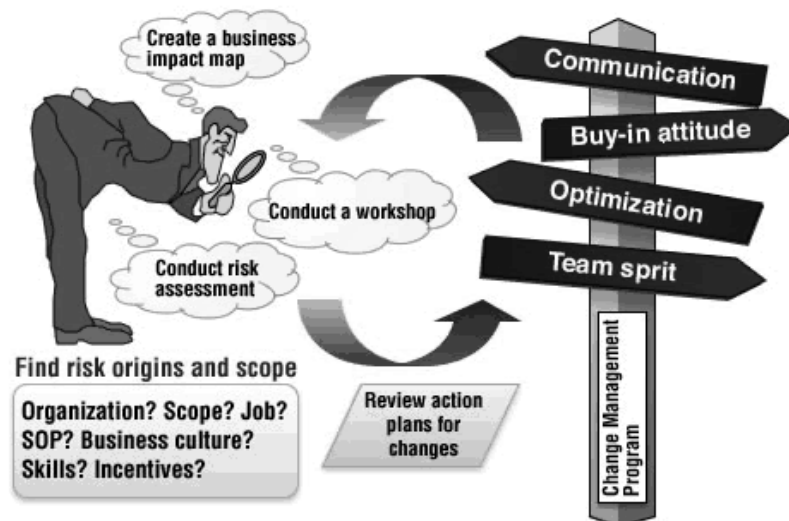 Create a business
impact map
Conduct a workshop
Conduct risk
assessment
Find risk origins and scope
Organization? Scope? Job?
SOP? Business culture?
Skills? Incentives?
Review action
plans for
changes
Communication
Buy-in attitude
Optimization
Team sprit
Change Management
Program